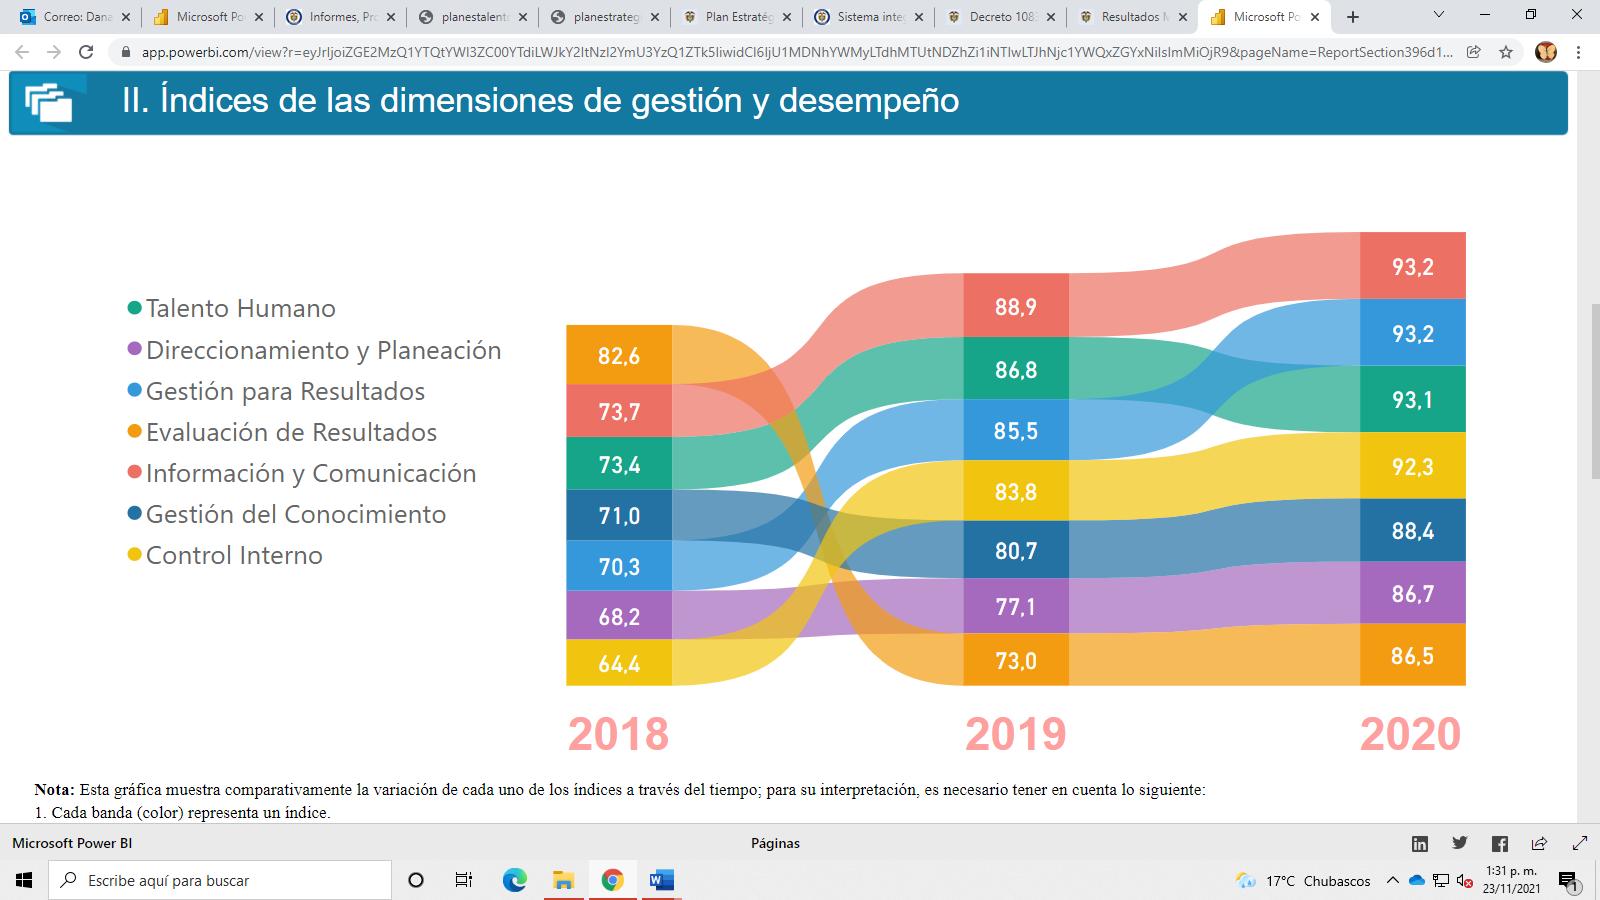 Correo: Dana
Microsoft Po
Informes, Pro
planestalent
planestrateg
Plan Estratég
Sistema inte
Decreto 108
Resultados M
Microsoft Po
II. Índices de las dimensiones de gestión y desempeño
Talento Humano
Direccionamiento y Planeación
Gestión para Resultados
Evaluación de Resultados
Información y Comunicación
Gestión del Conocimiento
Control Interno
82,6
73,7
73,4
71,0
70,3
68,2
64,4
88,9
86,8
85,5
83,8
80,7
77,1
73,0
93,2
93,2
93,1
92,3
88,4
86,7
86,5
2018 2019 2020
Nota: Esta gráfica muestra comparativamente la variación de cada uno de los índices a través del tiempo; para su interpretación, es necesario tener en cuenta lo siguiente:
1. Cada banda (color) representa un índice.
Microsoft Power BI
Páginas
Escribe aquí para buscar
17°C Chubascos
1:31 p. m.
23/11/2021
1